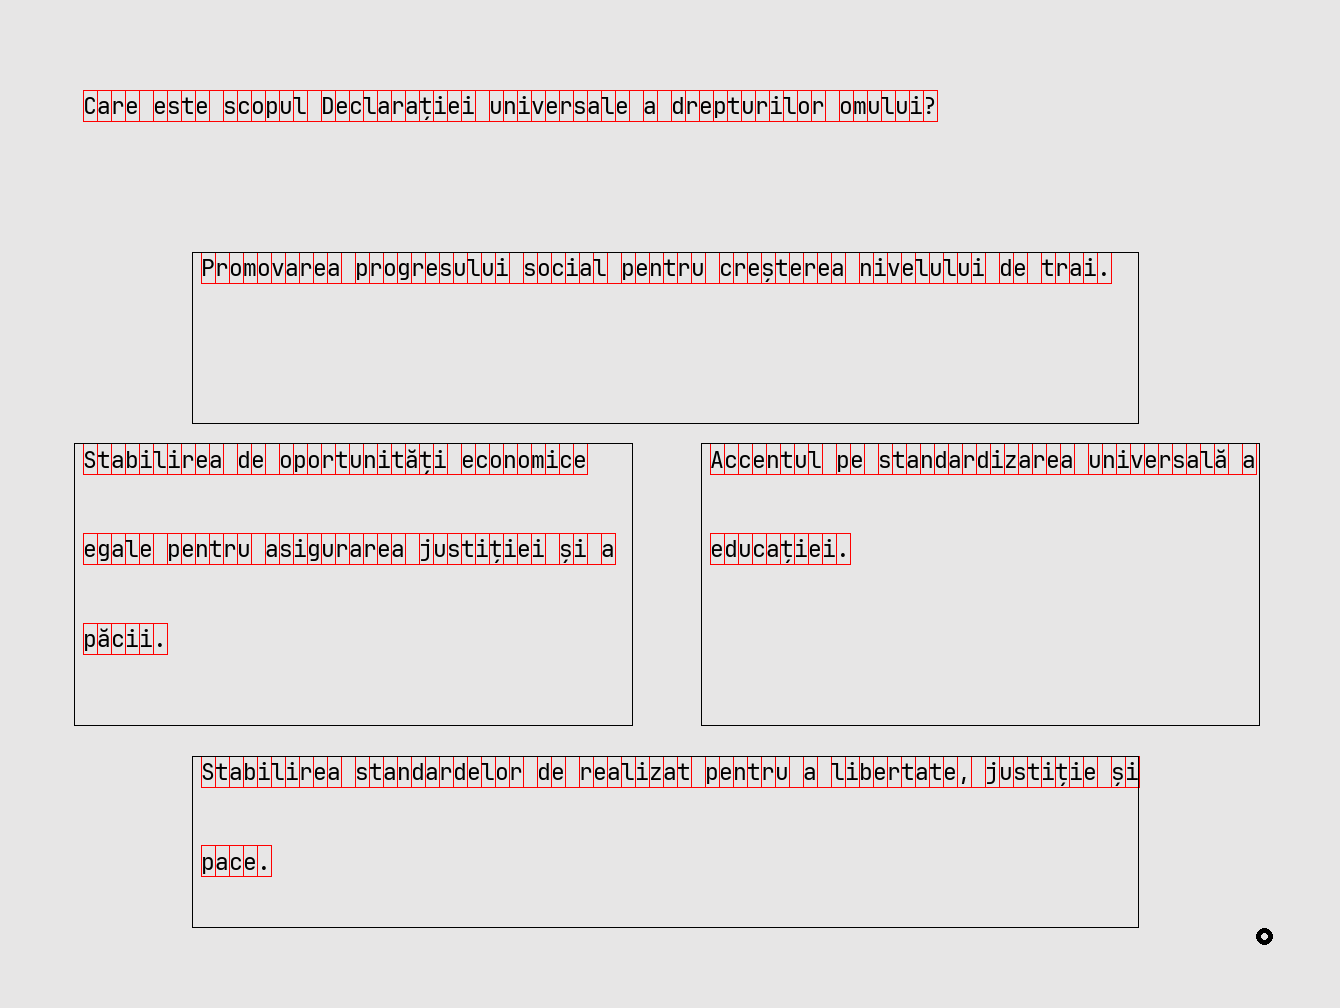 Care este scopul Declarației universale a drepturilor omului?
Promovarea progresului social pentru creșterea nivelului de trai.
Stabilirea de oportunități economice
egale pentru asigurarea justiției și a
păcii.
Accentul pe standardizarea universală a
educației.
Stabilirea standardelor de realizat pentru a libertate, justiție și
pace.